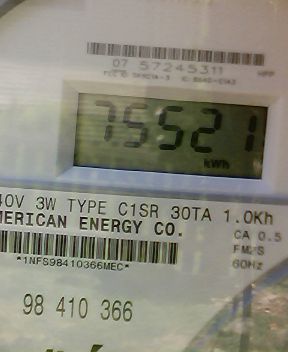 07 57245311
HPP
75521
kWh
40V 3W TYPE C1SR 30TA 1.0Kh
MERICAN ENERGY CO.
CA 0.5
FM2S
60Hz
*1NFS98410366MEC*
98 410 366